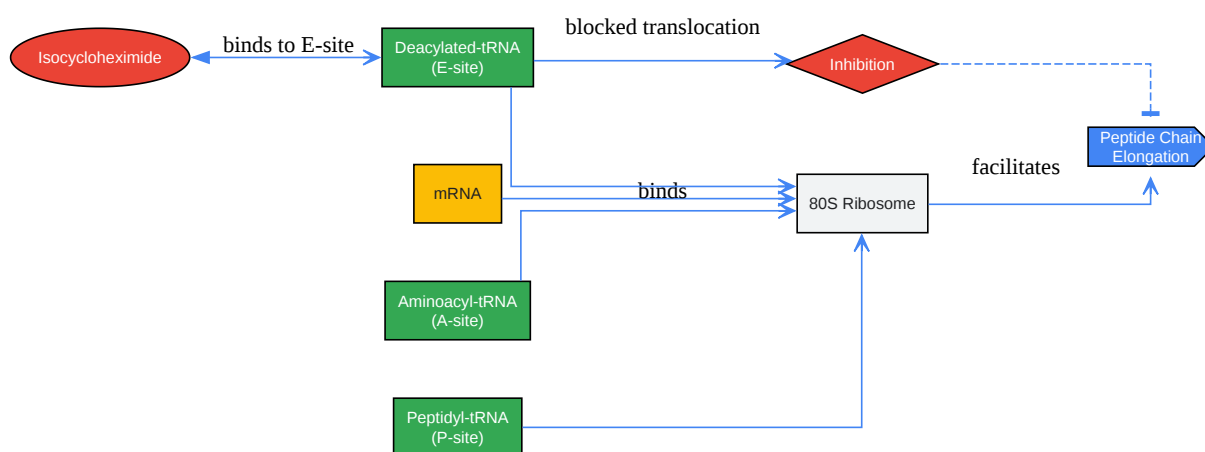 blocked translocation
binds to E-site
Isocycloheximide
Deacylated-tRNA
(E-site)
Inhibition
Peptide Chain
Elongation
facilitates
mRNA
binds
80S Ribosome
Aminoacyl-tRNA
(A-site)
Peptidyl-tRNA
(P-site)